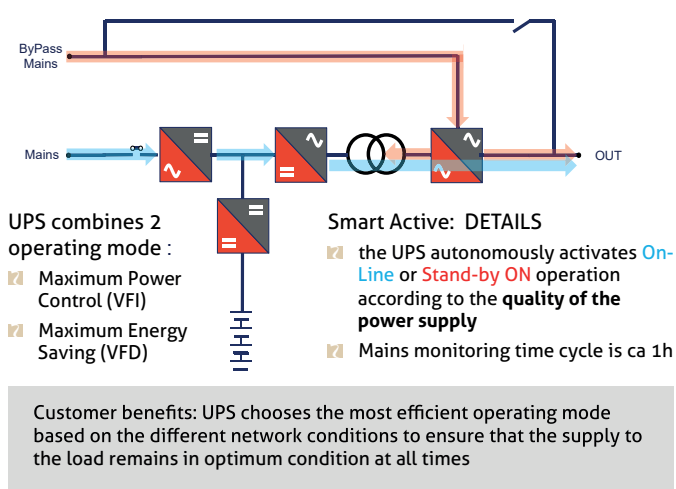 ByPass
Mains
Mains
OUT
UPS combines 2
operating mode :
Maximum Power
Control (VFI)
Maximum Energy
Saving (VFD)
Smart Active: DETAILS
the UPS autonomously activates On-
Line or Stand-by ON operation
according to the quality of the
power supply
Mains monitoring time cycle is ca 1h
Customer benefits: UPS chooses the most efficient operating mode
based on the different network conditions to ensure that the supply to
the load remains in optimum condition at all times